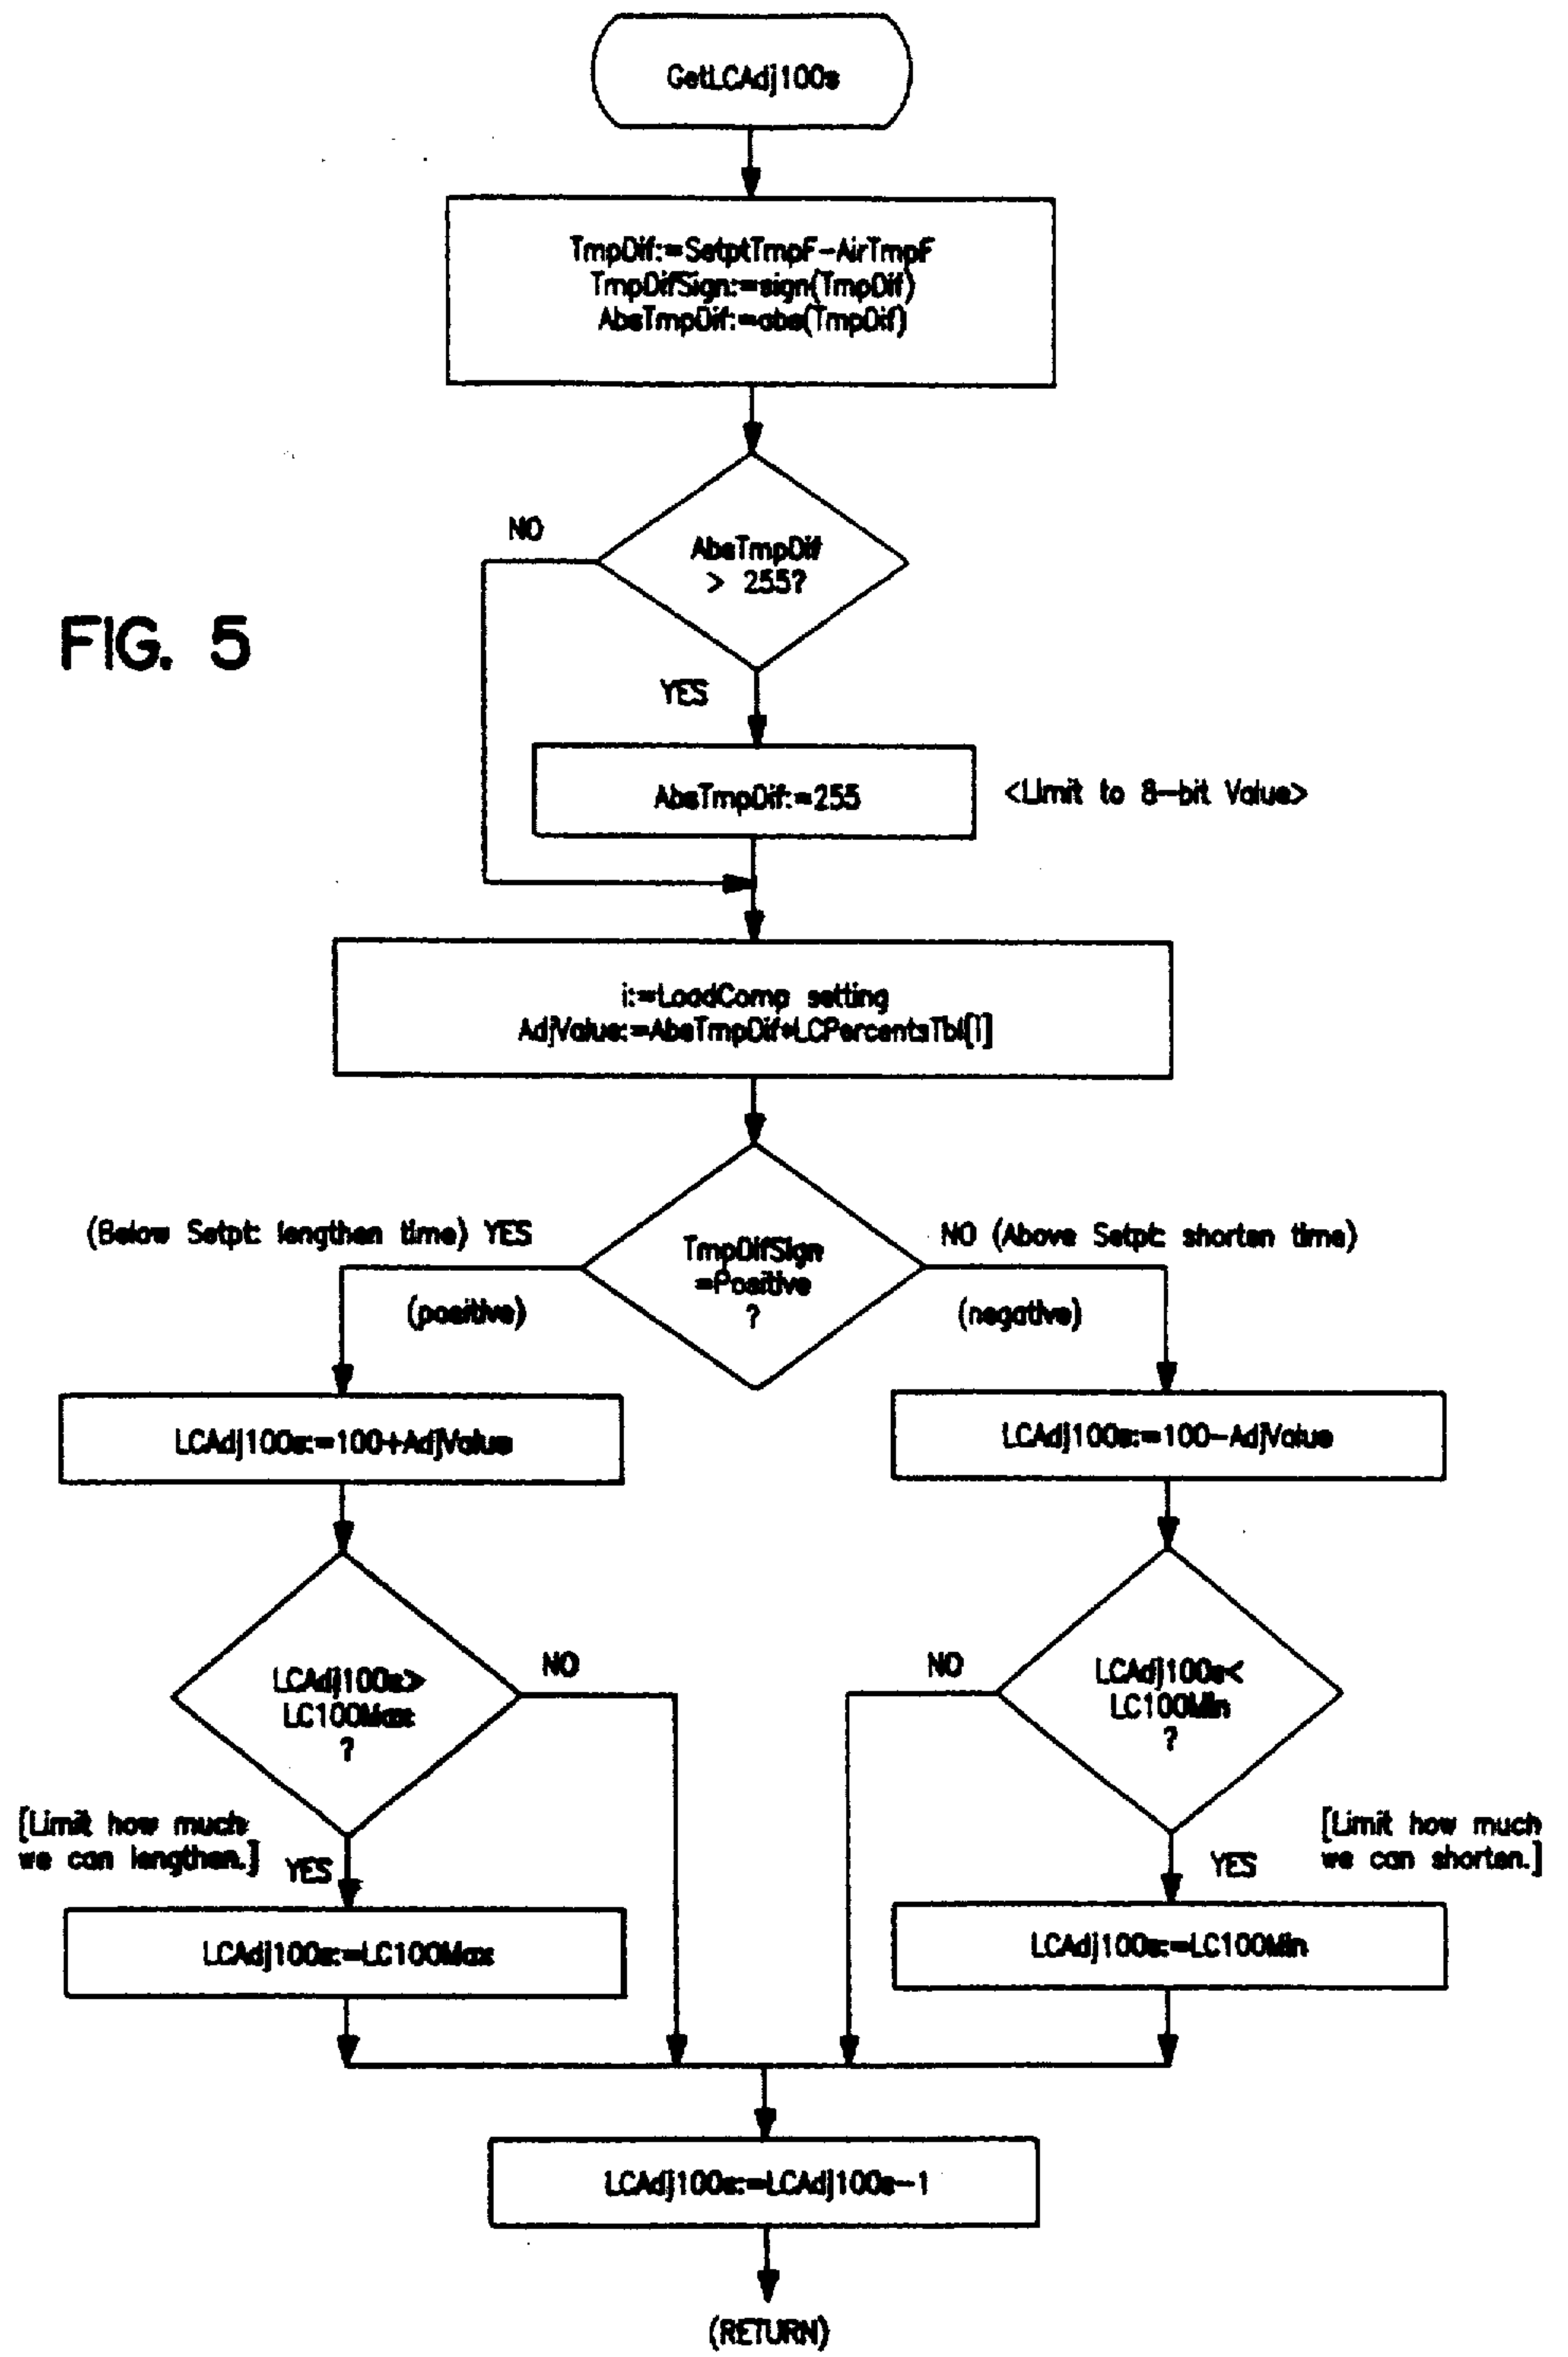 GetLCAdj100s
TmpDif:=SetptTmpF-AirTmpF
TmpDifSign:=sign(TmpDif)
AbsTmpDif:=abs(TmpDif)
NO
AbsTmpDif
> 255?
FIG. 5
YES
AbsTmpDif:=255
<Limit to 8-bit Value>
i:=LoadComp setting
AdjValue:=AbsTmpDif*LCPercentsTbl[i]
(Below Setpt: lengthen time) YES
NO (Above Setpt: shorten time)
TmpDifSign
=Positive
?
(positive)
(negative)
LCAdj100s:=100+AdjValue
LCAdj100s:=100-AdjValue
LCAdj100s>
LC100Max
?
NO
NO
LCAdj100s<
LC100Min
?
[Limit how much
we can lengthen.]
YES
YES
[Limit how much
we can shorten.]
LCAdj100s:=LC100Max
LCAdj100s:=LC100Min
LCAdj100s:=LCAdj100s-1
(RETURN)